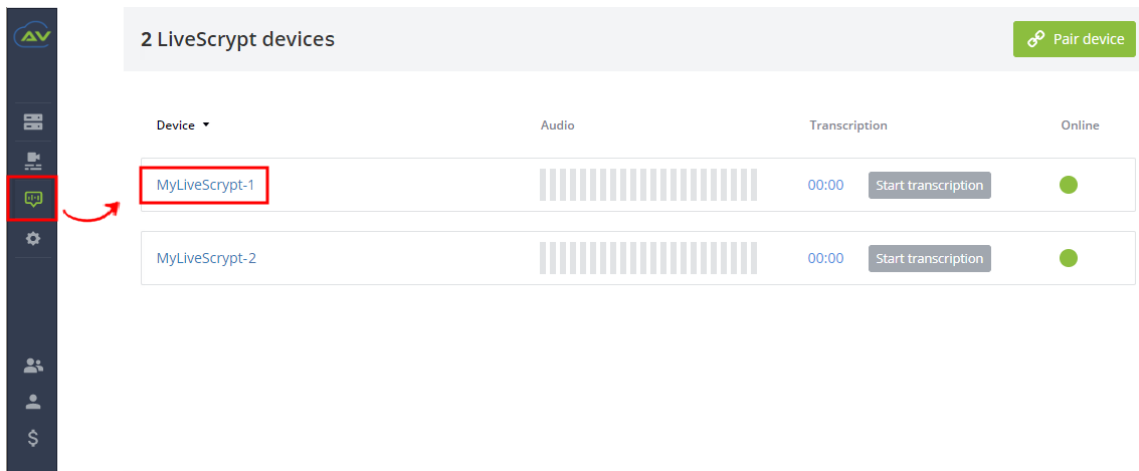 AV
2 LiveScrypt devices
Pair device
Device
Audio
Transcription
Online
MyLiveScrypt-1
00:00
Start transcription
MyLiveScrypt-2
00:00
Start transcription
$